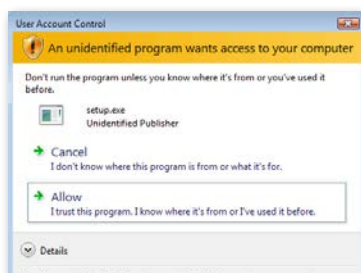 User Account Control
An unidentified program wants access to your computer
Don't run the program unless you know where it's from or you've used it
before.
setup.exe
Unidentified Publisher
Cancel
I don't know where this program is from or what it's for.
Allow
I trust this program. I know where it's from or I've used it before.
Details